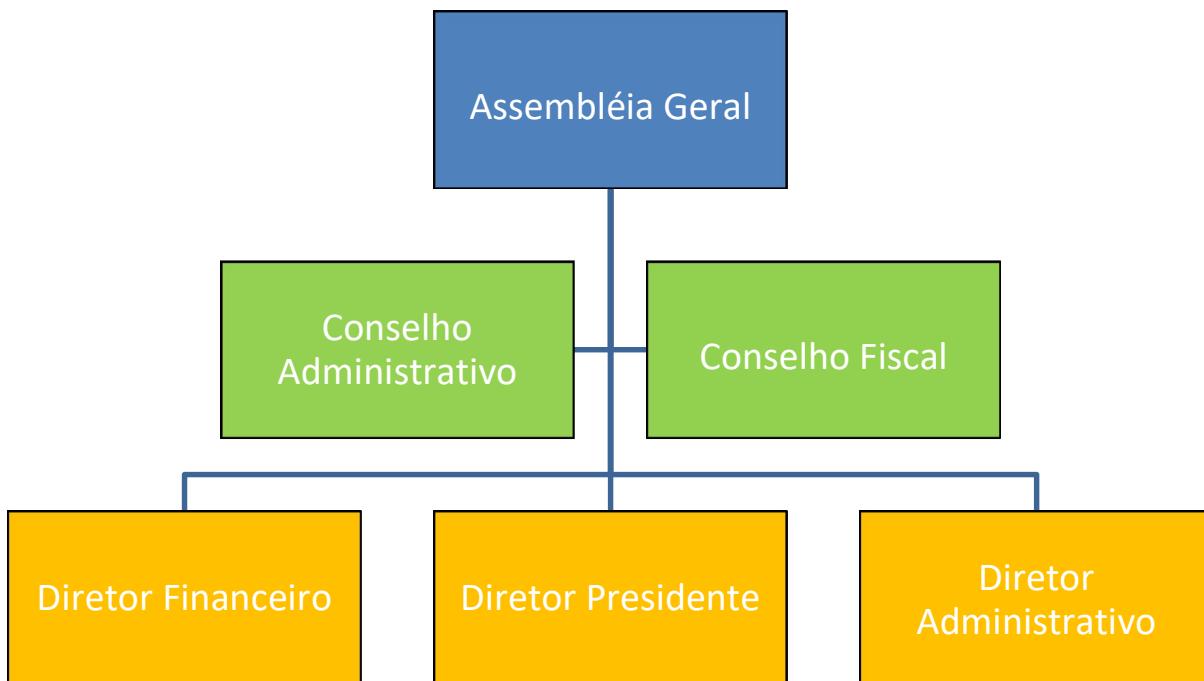 Assembléia Geral
Conselho
Administrativo
Conselho Fiscal
Diretor Financeiro
Diretor Presidente
Diretor
Administrativo